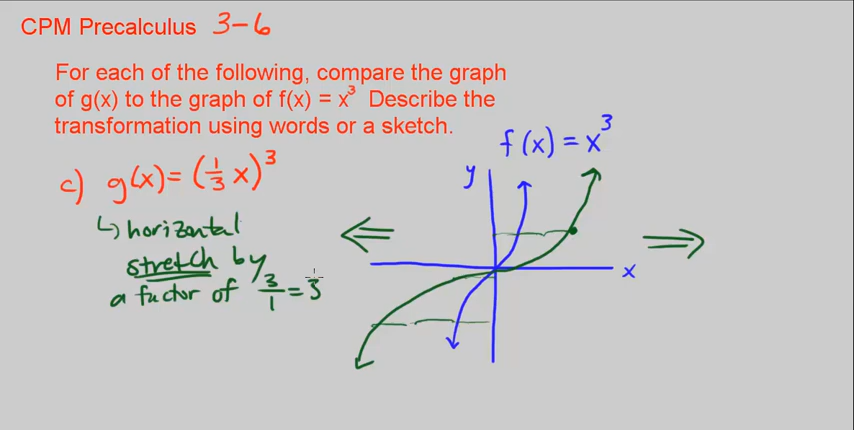 CPM Precalculus 3-6
For each of the following, compare the graph
of g(x) to the graph of f(x) = x³ Describe the
transformation using words or a sketch.
f(x) = x³
c) g(x) = (1/3 x)³
y
↳ horizontal
stretch by
a factor of 3/1 = 3
x